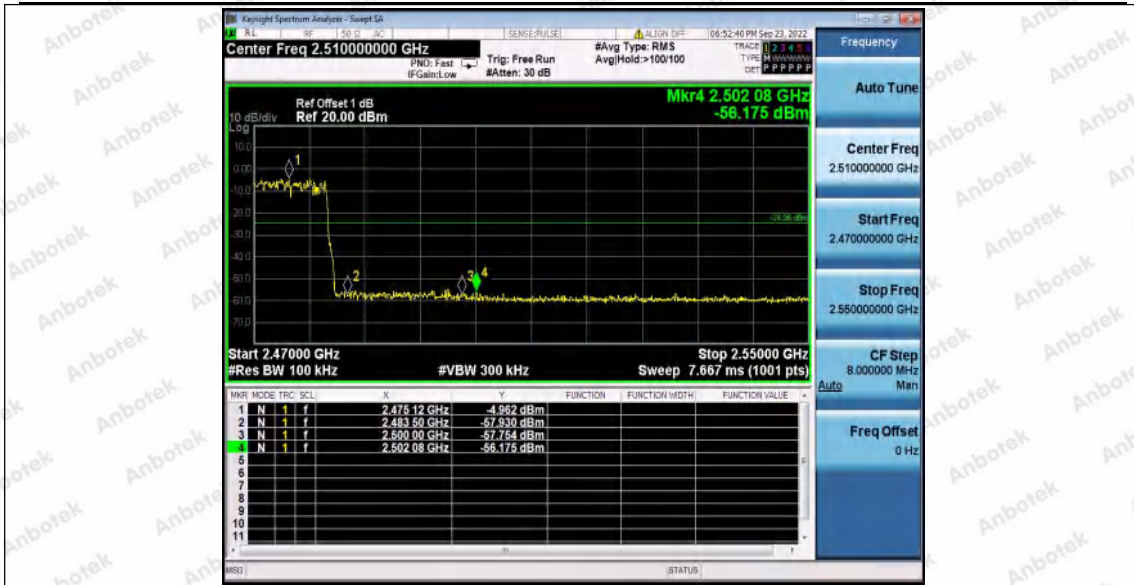 Keysight Spectrum Analyzer - Swept SA
RL RF 50 Ω AC SENSE:PULSE ALIGN OFF 06:52:40 PM Sep 23, 2022
Center Freq 2.510000000 GHz
PNO: Fast
IFGain:Low
Trig: Free Run
#Atten: 30 dB
#Avg Type: RMS
Avg|Hold:>100/100
TRACE 1 2 3 4 5 6
TYPE M WWWWW
DET P P P P P P
Ref Offset 1 dB
10 dB/div Ref 20.00 dBm
Log
Mkr4 2.502 08 GHz
-56.175 dBm
10.0
0.00
-10.0
-20.0
-30.0
-40.0
-50.0
-60.0
-70.0
1
2
3
4
Start 2.47000 GHz Stop 2.55000 GHz
#Res BW 100 kHz #VBW 300 kHz Sweep 7.667 ms (1001 pts)
MKR MODE TRC SCL X Y FUNCTION FUNCTION WIDTH FUNCTION VALUE
1 N 1 f 2.475 12 GHz -4.962 dBm
2 N 1 f 2.483 50 GHz -57.930 dBm
3 N 1 f 2.500 00 GHz -57.754 dBm
4 N 1 f 2.502 08 GHz -56.175 dBm
5
6
7
8
9
10
11
MSG STATUS
Frequency
Auto Tune
Center Freq
2.510000000 GHz
Start Freq
2.470000000 GHz
Stop Freq
2.550000000 GHz
CF Step
8.000000 MHz
Auto Man
Freq Offset
0 Hz
Anbotek